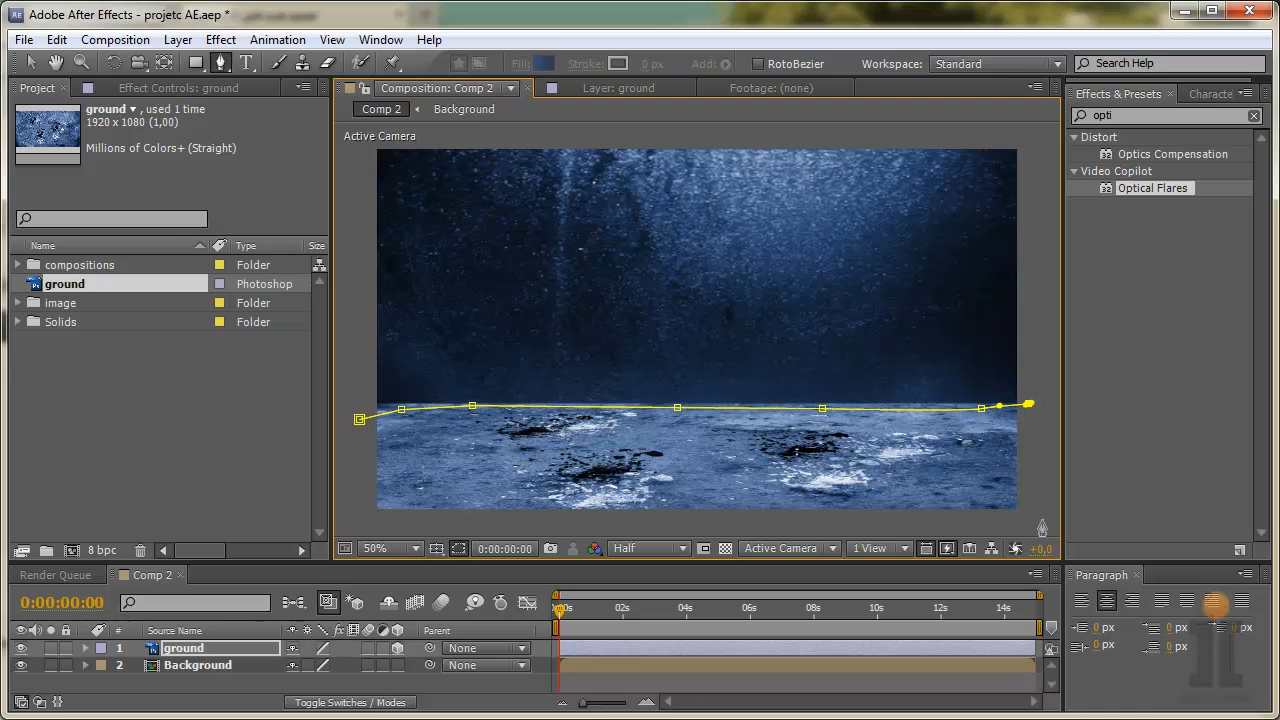 Adobe After Effects - projetc AE.aep *
File Edit Composition Layer Effect Animation View Window Help
Fill: Stroke: 0 px Add: RotoBezier Workspace: Standard Search Help
Project Effect Controls: ground Composition: Comp 2 Layer: ground Footage: (none) Effects & Presets Characte
ground , used 1 time
1920 x 1080 (1,00)
Millions of Colors+ (Straight)
Comp 2 Background
Active Camera
opti
Distort
Optics Compensation
Video Copilot
Optical Flares
Name Type Size
compositions Folder
ground Photoshop
image Folder
Solids Folder
8 bpc
50% 0:00:00:00 Half Active Camera 1 View +0,0
Render Queue Comp 2
0:00:00:00
0s 02s 04s 06s 08s 10s 12s 14s
# Source Name fx Parent
1 ground None
2 Background None
Toggle Switches / Modes
Paragraph
0 px 0 px 0 px
0 px 0 px